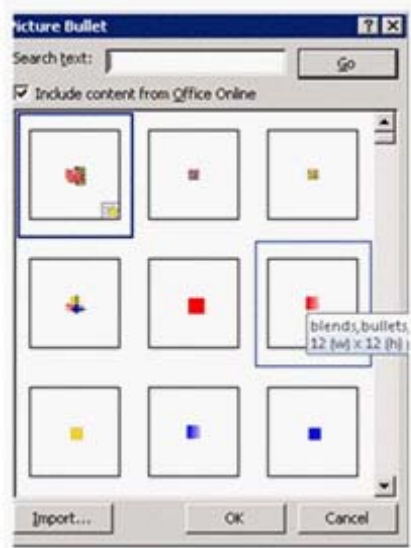 icture Bullet
Search text:
Go
Include content from Office Online
blends,bullets,
12 (w) x 12 (h)
Import...
OK
Cancel